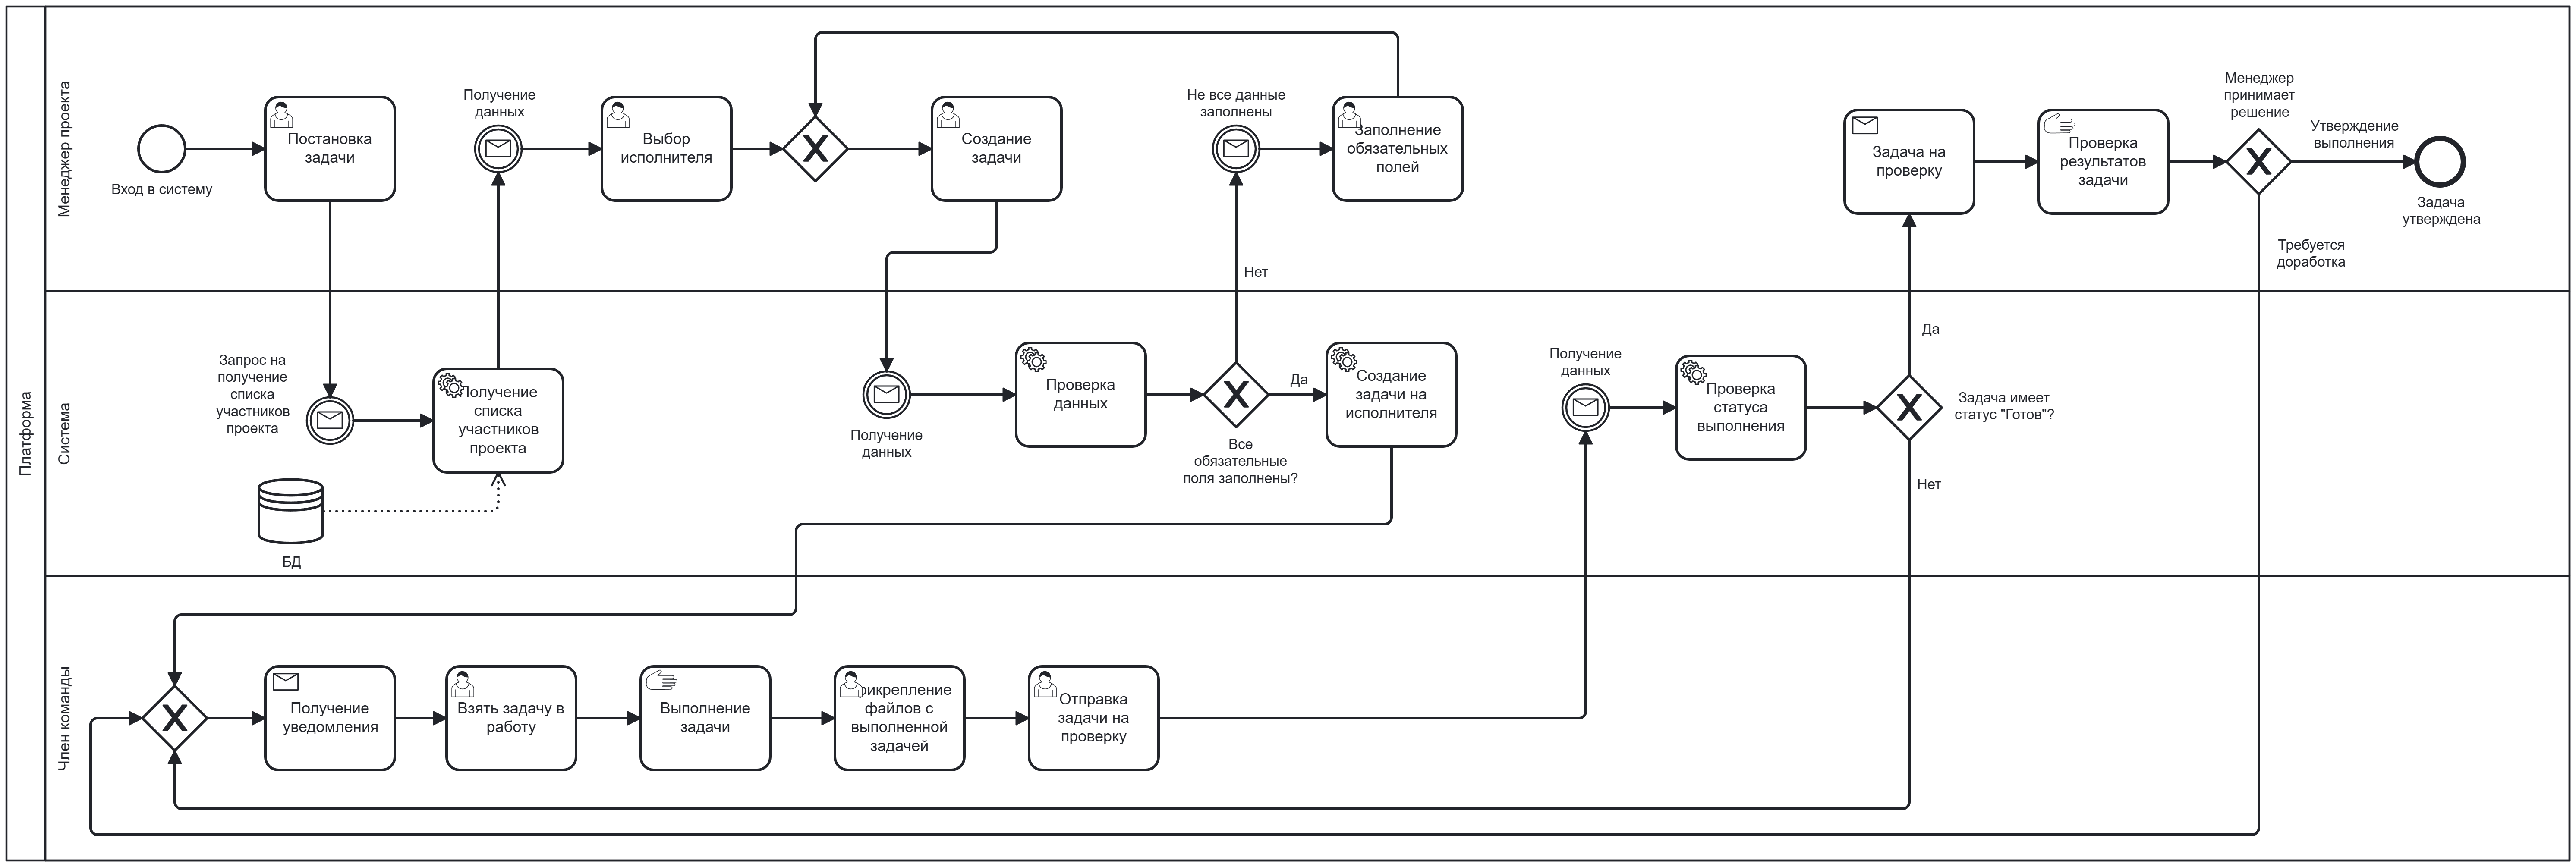 Платформа
Менеджер проекта
Вход в систему
Постановка
задачи
Получение
данных
Выбор
исполнителя
Создание
задачи
Не все данные
заполнены
Заполнение
обязательных
полей
Нет
Задача на
проверку
Проверка
результатов
задачи
Менеджер
принимает
решение
Утверждение
выполнения
Задача
утверждена
Требуется
доработка
Система
Запрос на
получение
списка
участников
проекта
Получение
списка
участников
проекта
БД
Получение
данных
Проверка
данных
Все
обязательные
поля заполнены?
Да
Создание
задачи на
исполнителя
Получение
данных
Проверка
статуса
выполнения
Да
Задача имеет
статус "Готов"?
Нет
Член команды
Получение
уведомления
Взять задачу в
работу
Выполнение
задачи
рикрепление
файлов с
выполненной
задачей
Отправка
задачи на
проверку